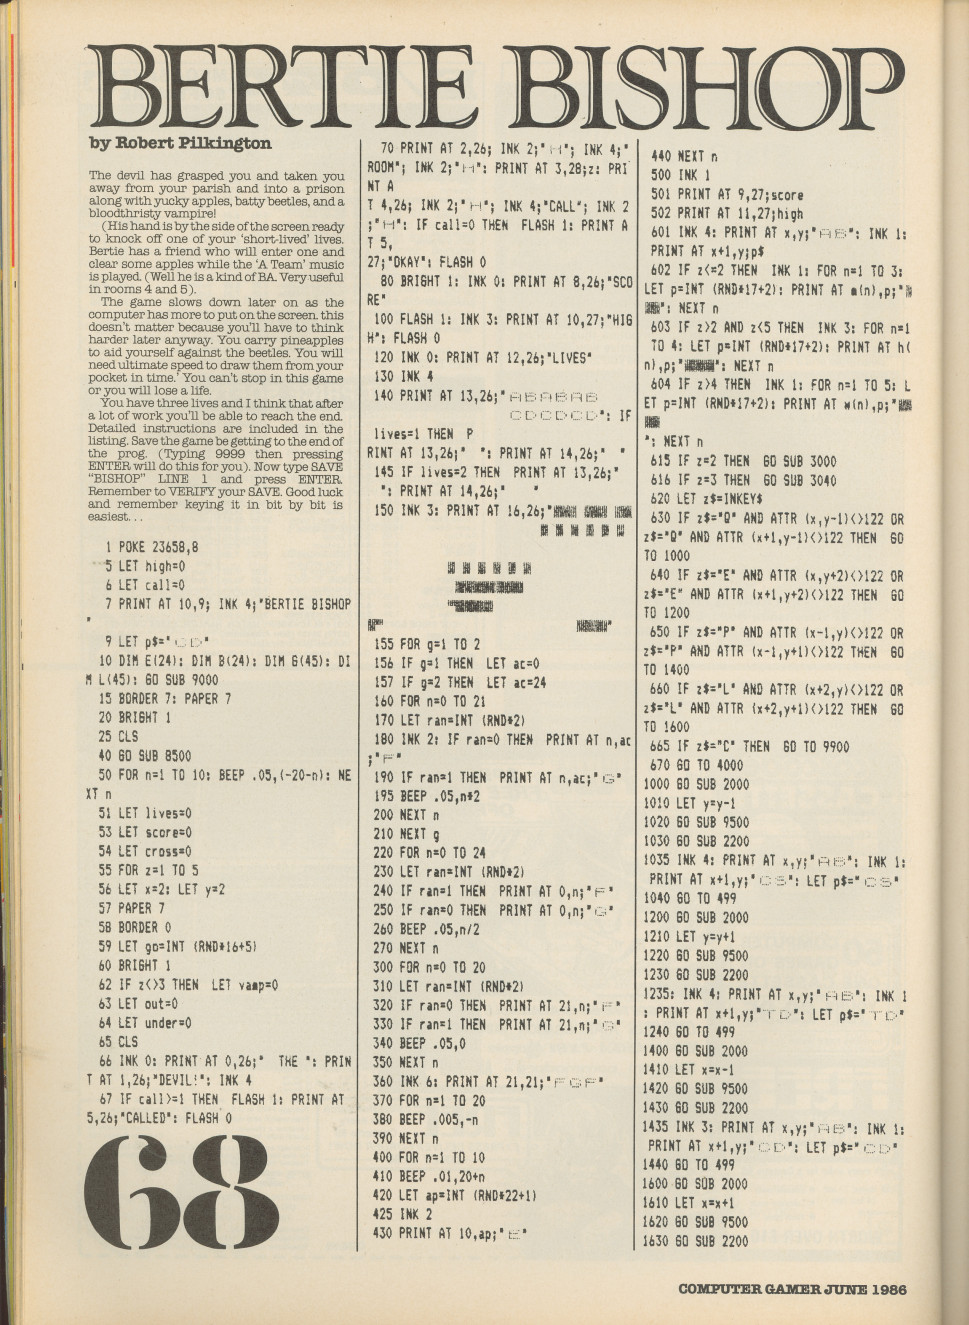 BERTIE BISHOP
by Robert Pilkington
The devil has grasped you and taken you
away from your parish and into a prison
along with yucky apples, batty beetles, and a
bloodthristy vampire!
(His hand is by the side of the screen ready
to knock off one of your 'short-lived' lives.
Bertie has a friend who will enter one and
clear some apples while the 'A Team' music
is played. (Well he is a kind of BA. Very useful
in rooms 4 and 5).
The game slows down later on as the
computer has more to put on the screen. this
doesn't matter because you'll have to think
harder later anyway. You carry pineapples
to aid yourself against the beetles. You will
need ultimate speed to draw them from your
pocket in time.' You can't stop in this game
or you will lose a life.
You have three lives and I think that after
a lot of work you'll be able to reach the end.
Detailed instructions are included in the
listing. Save the game be getting to the end of
the prog. (Typing 9999 then pressing
ENTER will do this for you). Now type SAVE
"BISHOP" LINE 1 and press ENTER.
Remember to VERIFY your SAVE. Good luck
and remember keying it in bit by bit is
easiest. . .
1 POKE 23658,8
5 LET high=0
6 LET call=0
7 PRINT AT 10,9; INK 4;"BERTIE BISHOP
"
9 LET p$="CD"
10 DIM E(24): DIM B(24): DIM G(45): DI
M L(45): GO SUB 9000
15 BORDER 7: PAPER 7
20 BRIGHT 1
25 CLS
40 GO SUB 8500
50 FOR n=1 TO 10: BEEP .05,(-20-n): NE
XT n
51 LET lives=0
53 LET score=0
54 LET cross=0
55 FOR z=1 TO 5
56 LET x=2: LET y=2
57 PAPER 7
58 BORDER 0
59 LET go=INT (RND*16+5)
60 BRIGHT 1
62 IF z<>3 THEN LET vamp=0
63 LET out=0
64 LET under=0
65 CLS
66 INK 0: PRINT AT 0,26;" THE ": PRIN
T AT 1,26;"DEVIL!": INK 4
67 IF call>=1 THEN FLASH 1: PRINT AT
5,26;"CALLED": FLASH 0
68
70 PRINT AT 2,26; INK 2;"H"; INK 4;"
ROOM"; INK 2;"H": PRINT AT 3,28;z: PRI
NT A
T 4,26; INK 2;"H"; INK 4;"CALL"; INK 2
;"H": IF call=0 THEN FLASH 1: PRINT A
T 5,
27;"OKAY": FLASH 0
80 BRIGHT 1: INK 0: PRINT AT 8,26;"SCO
RE"
100 FLASH 1: INK 3: PRINT AT 10,27;"HIG
H": FLASH 0
120 INK 0: PRINT AT 12,26;"LIVES"
130 INK 4
140 PRINT AT 13,26;"ABABAB
CDCDCD": IF
lives=1 THEN P
RINT AT 13,26;" ": PRINT AT 14,26;" "
145 IF lives=2 THEN PRINT AT 13,26;"
": PRINT AT 14,26;" "
150 INK 3: PRINT AT 16,26;"
"
155 FOR g=1 TO 2
156 IF g=1 THEN LET ac=0
157 IF g=2 THEN LET ac=24
160 FOR n=0 TO 21
170 LET ran=INT (RND*2)
180 INK 2: IF ran=0 THEN PRINT AT n,ac
;"F"
190 IF ran=1 THEN PRINT AT n,ac;"G"
195 BEEP .05,n*2
200 NEXT n
210 NEXT g
220 FOR n=0 TO 24
230 LET ran=INT (RND*2)
240 IF ran=1 THEN PRINT AT 0,n;"F"
250 IF ran=0 THEN PRINT AT 0,n;"G"
260 BEEP .05,n/2
270 NEXT n
300 FOR n=0 TO 20
310 LET ran=INT (RND*2)
320 IF ran=0 THEN PRINT AT 21,n;"F"
330 IF ran=1 THEN PRINT AT 21,n;"G"
340 BEEP .05,0
350 NEXT n
360 INK 6: PRINT AT 21,21;"FGF"
370 FOR n=1 TO 20
380 BEEP .005,-n
390 NEXT n
400 FOR n=1 TO 10
410 BEEP .01,20+n
420 LET ap=INT (RND*22+1)
425 INK 2
430 PRINT AT 10,ap;"E"
440 NEXT n
500 INK 1
501 PRINT AT 9,27;score
502 PRINT AT 11,27;high
601 INK 4: PRINT AT x,y;"AB": INK 1:
PRINT AT x+1,y;p$
602 IF z<=2 THEN INK 1: FOR n=1 TO 3:
LET p=INT (RND*17+2): PRINT AT m(n),p;"
": NEXT n
603 IF z>2 AND z<5 THEN INK 3: FOR n=1
TO 4: LET p=INT (RND*17+2): PRINT AT h(
n),p;" ": NEXT n
604 IF z>4 THEN INK 1: FOR n=1 TO 5: L
ET p=INT (RND*17+2): PRINT AT w(n),p;"
": NEXT n
615 IF z=2 THEN GO SUB 3000
616 IF z=3 THEN GO SUB 3040
620 LET z$=INKEY$
630 IF z$="Q" AND ATTR (x,y-1)<>122 OR
z$="Q" AND ATTR (x+1,y-1)<>122 THEN GO
TO 1000
640 IF z$="E" AND ATTR (x,y+2)<>122 OR
z$="E" AND ATTR (x+1,y+2)<>122 THEN GO
TO 1200
650 IF z$="P" AND ATTR (x-1,y)<>122 OR
z$="P" AND ATTR (x-1,y+1)<>122 THEN GO
TO 1400
660 IF z$="L" AND ATTR (x+2,y)<>122 OR
z$="L" AND ATTR (x+2,y+1)<>122 THEN GO
TO 1600
665 IF z$="C" THEN GO TO 9900
670 GO TO 4000
1000 GO SUB 2000
1010 LET y=y-1
1020 GO SUB 9500
1030 GO SUB 2200
1035 INK 4: PRINT AT x,y;"AB": INK 1:
PRINT AT x+1,y;"CS": LET p$="CS"
1040 GO TO 499
1200 GO SUB 2000
1210 LET y=y+1
1220 GO SUB 9500
1230 GO SUB 2200
1235: INK 4: PRINT AT x,y;"AB": INK 1
: PRINT AT x+1,y;"TD": LET p$="TD"
1240 GO TO 499
1400 GO SUB 2000
1410 LET x=x-1
1420 GO SUB 9500
1430 GO SUB 2200
1435 INK 3: PRINT AT x,y;"AB": INK 1:
PRINT AT x+1,y;"CD": LET p$="CD"
1440 GO TO 499
1600 GO SUB 2000
1610 LET x=x+1
1620 GO SUB 9500
1630 GO SUB 2200
COMPUTER GAMER JUNE 1986